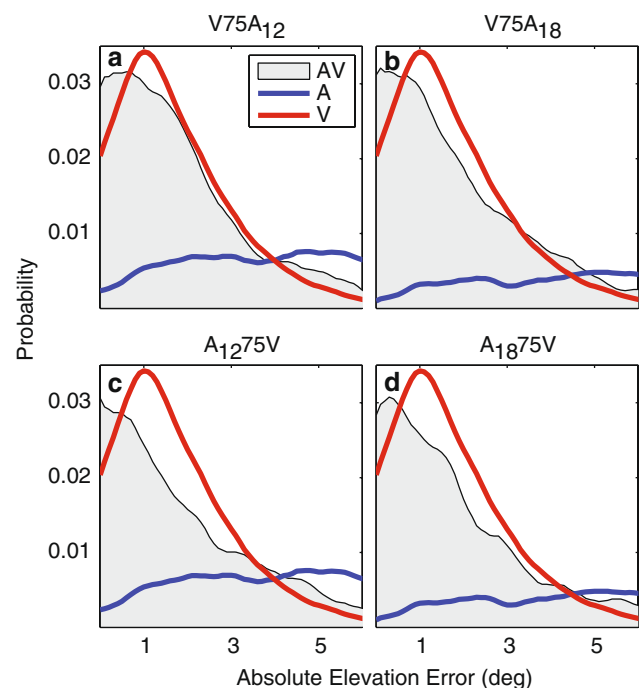 V75A12 V75A18
a b
AV
A
V
0.03
0.02
0.01
Probability
A1275V A1875V
c d
0.03
0.02
0.01
1 3 5 1 3 5
Absolute Elevation Error (deg)